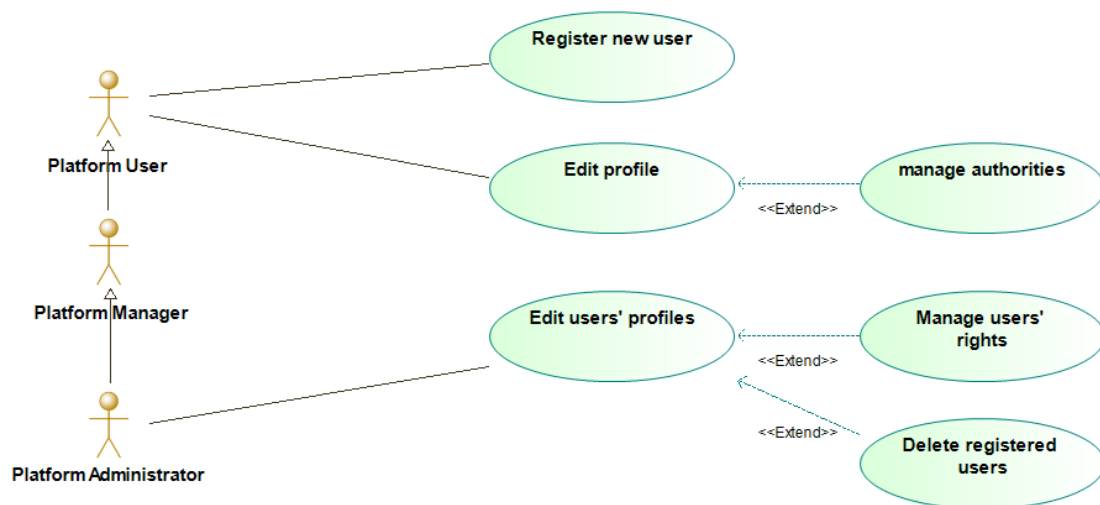 Register new user
Platform User
Edit profile
manage authorities
<<Extend>>
Platform Manager
Edit users' profiles
Manage users'
rights
<<Extend>>
Platform Administrator
<<Extend>>
Delete registered
users